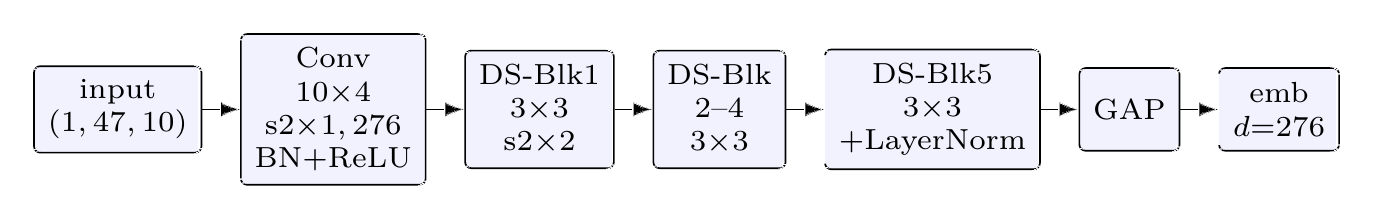 input
(1, 47, 10)
Conv
10×4
s2×1, 276
BN+ReLU
DS-Blk1
3×3
s2×2
DS-Blk
2–4
3×3
DS-Blk5
3×3
+LayerNorm
GAP
emb
d=276